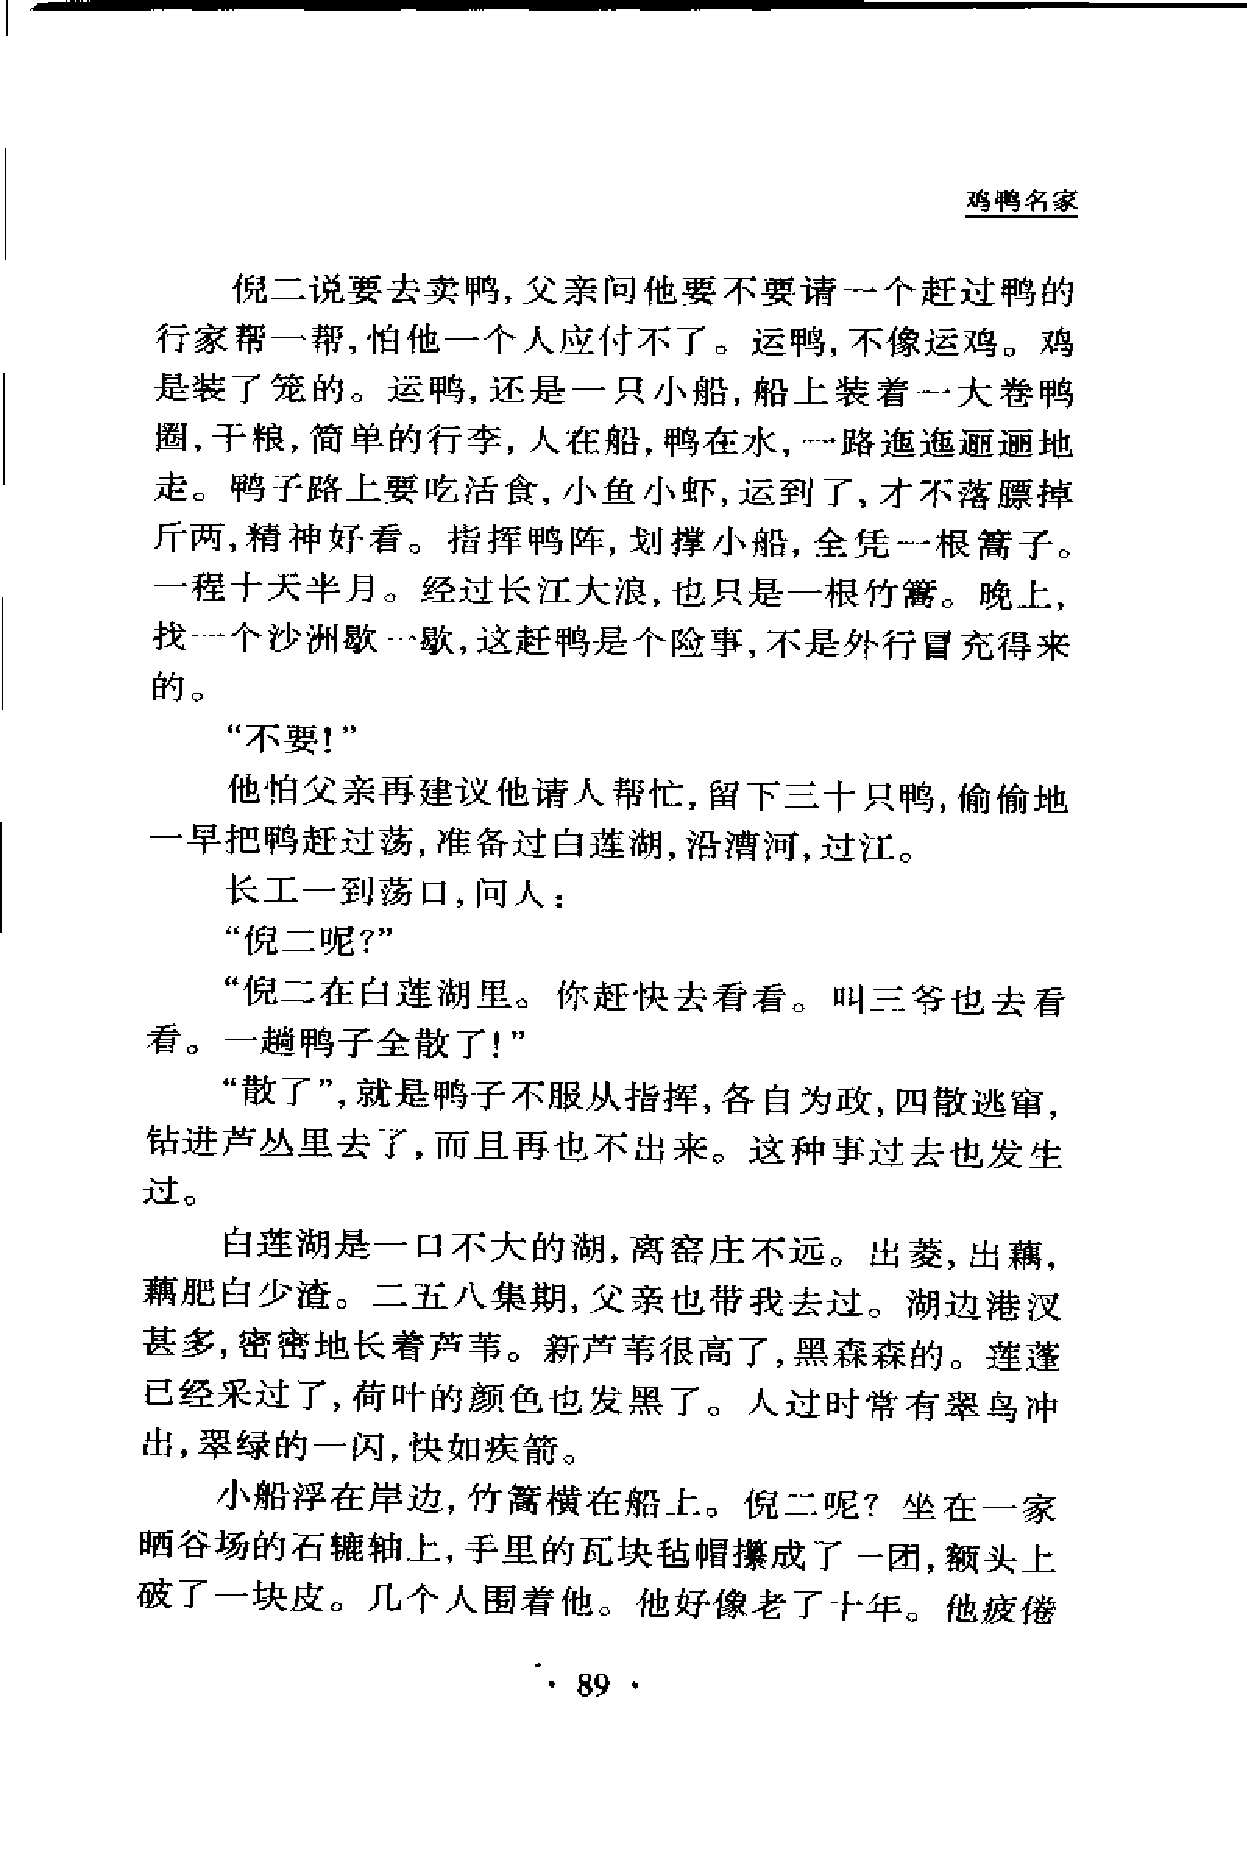 鸡鸭名家
倪二说要去卖鸭,父亲问他要不要请一个赶过鸭的
行家帮一帮,怕他一个人应付不了。运鸭,不像运鸡。鸡
是装了笼的。运鸭,还是一只小船,船上装着一大卷鸭
圈,干粮,简单的行李,人在船,鸭在水,一路迤迤逦逦地
走。鸭子路上要吃活食,小鱼小虾,运到了,才不落膘掉
斤两,精神好看。指挥鸭阵,划撑小船,全凭一根篙子。
一程十天半月。经过长江大浪,也只是一根竹篙。晚上,
找一个沙洲歇一歇,这赶鸭是个险事,不是外行冒充得来
的。
“不要!”
他怕父亲再建议他请人帮忙,留下三十只鸭,偷偷地
一早把鸭赶过荡,准备过白莲湖,沿漕河,过江。
长工一到荡口,问人:
“倪二呢?”
“倪二在白莲湖里。你赶快去看看。叫三爷也去看
看。一趟鸭子全散了!”
“散了”,就是鸭子不服从指挥,各自为政,四散逃窜,
钻进芦丛里去了,而且再也不出来。这种事过去也发生
过。
白莲湖是一口不大的湖,离窑庄不远。出菱,出藕,
藕肥白少渣。二五八集期,父亲也带我去过。湖边港汊
甚多,密密地长着芦苇。新芦苇很高了,黑森森的。莲蓬
已经采过了,荷叶的颜色也发黑了。人过时常有翠鸟冲
出,翠绿的一闪,快如疾箭。
小船浮在岸边,竹篙横在船上。倪二呢?坐在一家
晒谷场的石辘轴上,手里的瓦块毡帽攥成了一团,额头上
破了一块皮。几个人围着他。他好像老了十年。他疲倦
· 89 ·